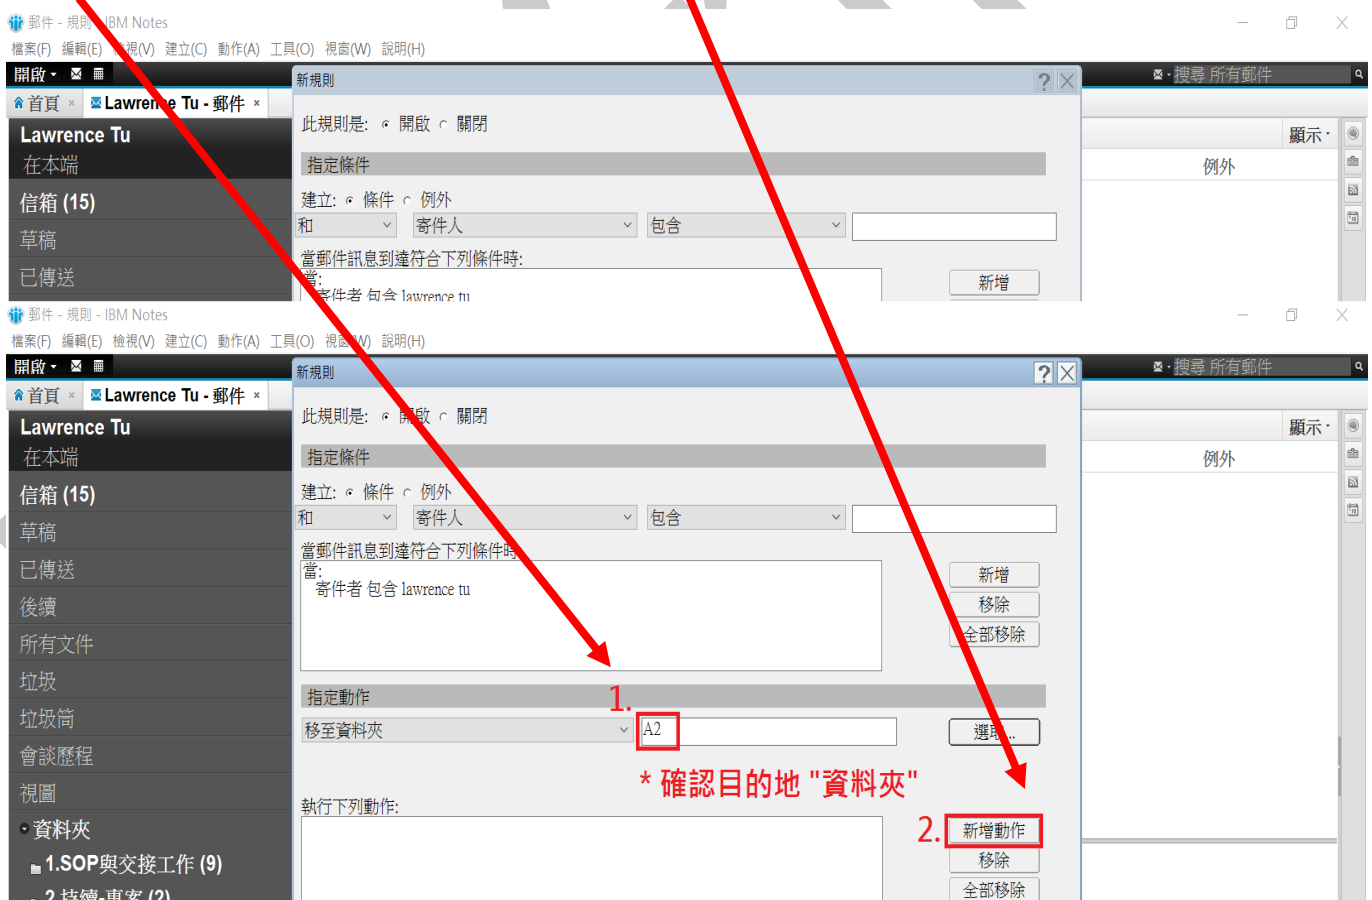 郵件 - 規則 - IBM Notes
檔案(F) 編輯(E) 檢視(V) 建立(C) 動作(A) 工具(O) 視窗(W) 說明(H)
開啟
搜尋 所有郵件
首頁 × Lawrence Tu - 郵件 ×
新規則
Lawrence Tu
在本端
信箱 (15)
草稿
已傳送
此規則是: 開啟 關閉
指定條件
建立: 條件 例外
和 寄件人 包含
當郵件訊息到達符合下列條件時:
當:
寄件者 包含 lawrence tu
新增
顯示
例外
郵件 - 規則 - IBM Notes
檔案(F) 編輯(E) 檢視(V) 建立(C) 動作(A) 工具(O) 視窗(W) 說明(H)
開啟
搜尋 所有郵件
首頁 × Lawrence Tu - 郵件 ×
新規則
Lawrence Tu
在本端
信箱 (15)
草稿
已傳送
後續
所有文件
垃圾
垃圾筒
會談歷程
視圖
資料夾
1.SOP與交接工作 (9)
2.持續-專案 (2)
此規則是: 開啟 關閉
指定條件
建立: 條件 例外
和 寄件人 包含
當郵件訊息到達符合下列條件時
當:
寄件者 包含 lawrence tu
新增
移除
全部移除
指定動作
1.
移至資料夾 A2 選取...
* 確認目的地 "資料夾"
執行下列動作:
2. 新增動作
移除
全部移除
顯示
例外